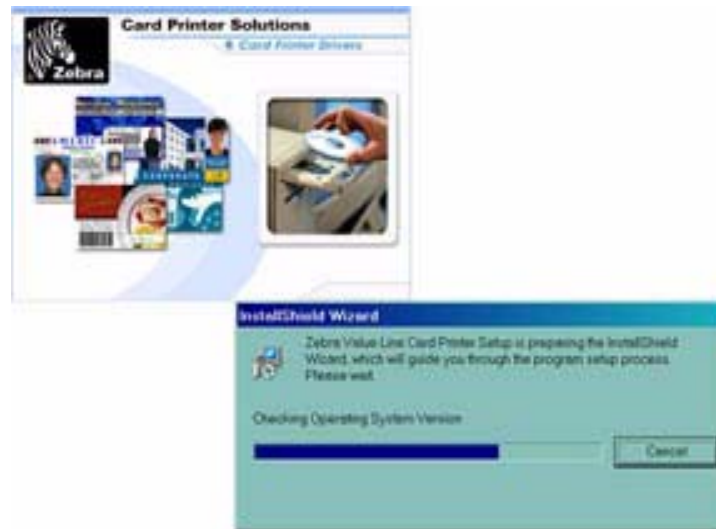 Card Printer Solutions
Card Printer Drivers
Zebra
InstallShield Wizard
Zebra Value Line Card Printer Setup is preparing the InstallShield
Wizard, which will guide you through the program setup process.
Please wait.
Checking Operating System Version
Cancel